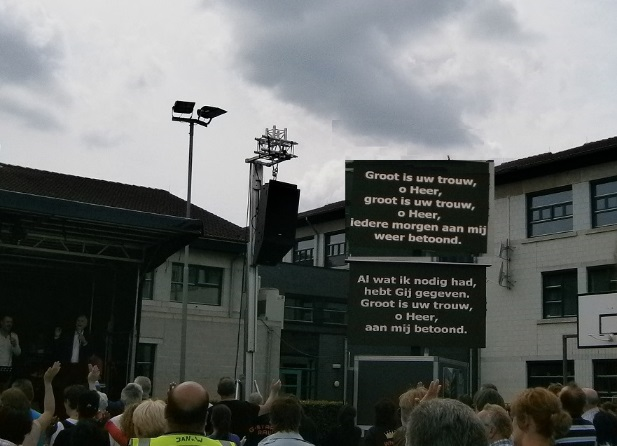 Groot is uw trouw,
o Heer,
groot is uw trouw,
o Heer,
iedere morgen aan mij
weer betoond.
Al wat ik nodig had,
hebt Gij gegeven.
Groot is uw trouw,
o Heer,
aan mij betoond.